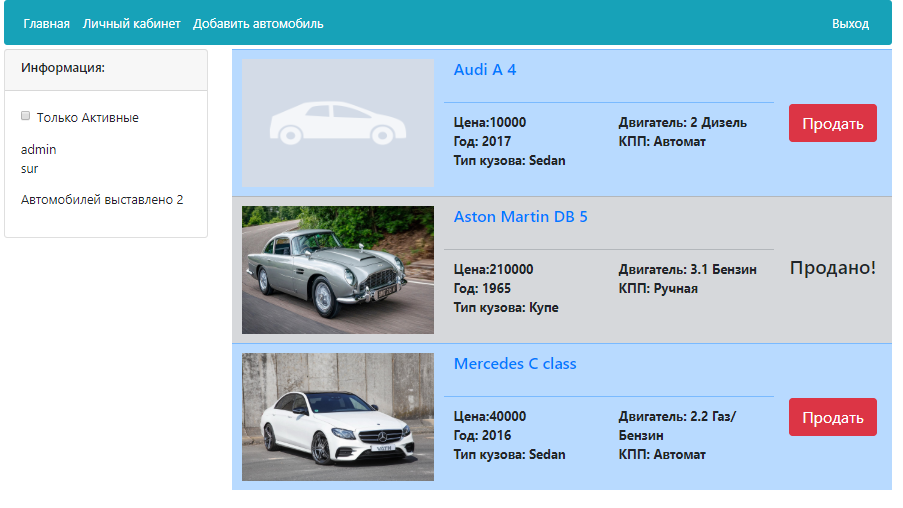 Главная Личный кабинет Добавить автомобиль Выход
Информация:
Только Активные
admin
sur
Автомобилей выставлено 2
Audi A 4
Цена:10000
Год: 2017
Тип кузова: Sedan
Двигатель: 2 Дизель
КПП: Автомат
Продать
Aston Martin DB 5
Цена:210000
Год: 1965
Тип кузова: Купе
Двигатель: 3.1 Бензин
КПП: Ручная
Продано!
Mercedes C class
Цена:40000
Год: 2016
Тип кузова: Sedan
Двигатель: 2.2 Газ/
Бензин
КПП: Автомат
Продать